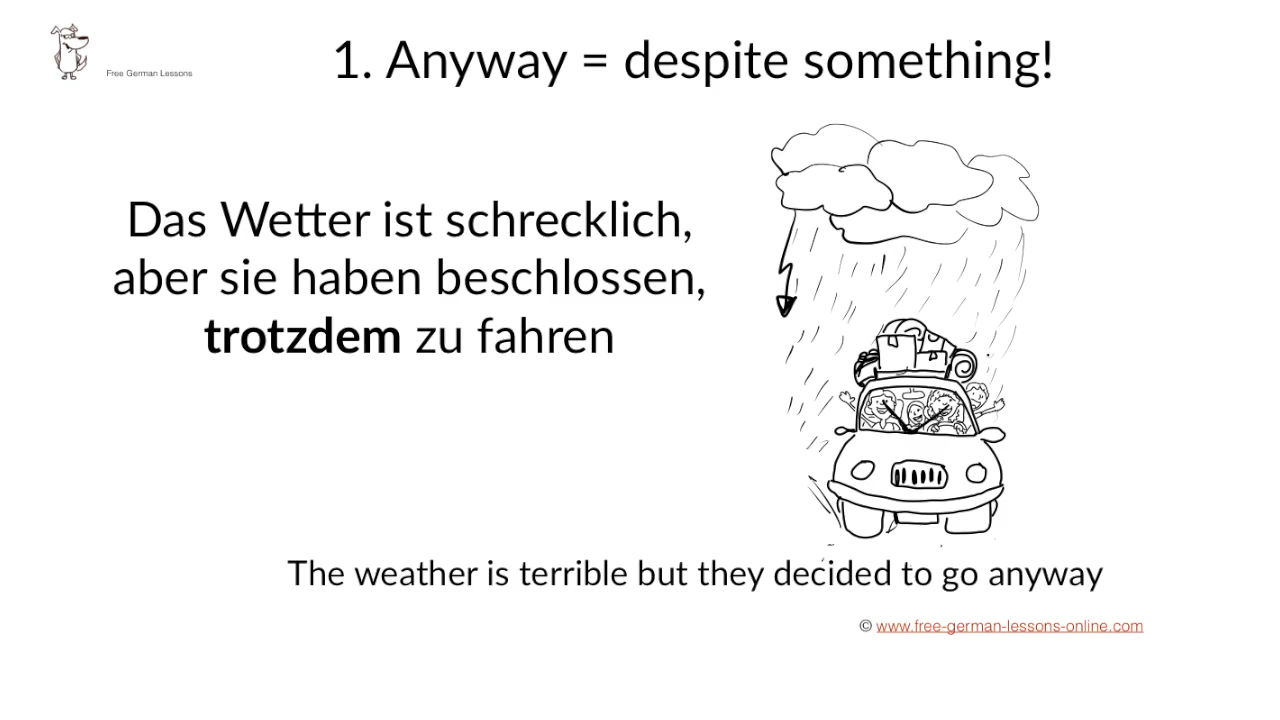 Free German Lessons
1. Anyway = despite something!
Das Wetter ist schrecklich,
aber sie haben beschlossen,
trotzdem zu fahren
The weather is terrible but they decided to go anyway
© www.free-german-lessons-online.com